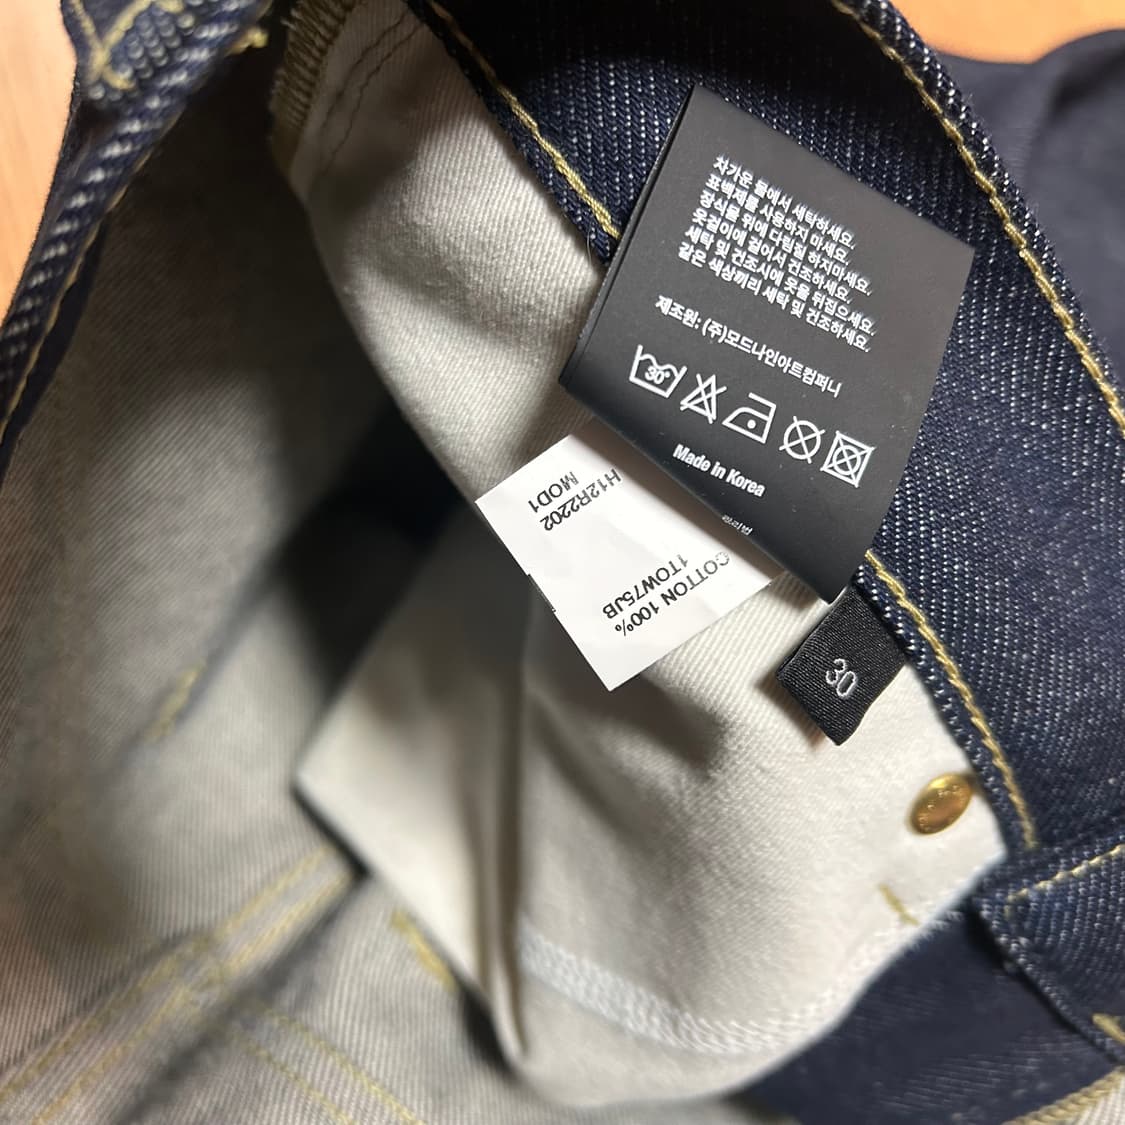 차가운 물에서 세탁하세요.
표백제를 사용하지 마세요.
장식물 위에 다림질 하지마세요.
옷걸이에 걸어서 건조하세요.
세탁 및 건조시에 옷을 뒤집으세요.
같은 색상끼리 세탁 및 건조하세요.
제조원: (주)모드나인아트컴퍼니
30°
Made in Korea
COTTON 100%
1TOW75JB
H12R2202
MOD1
30